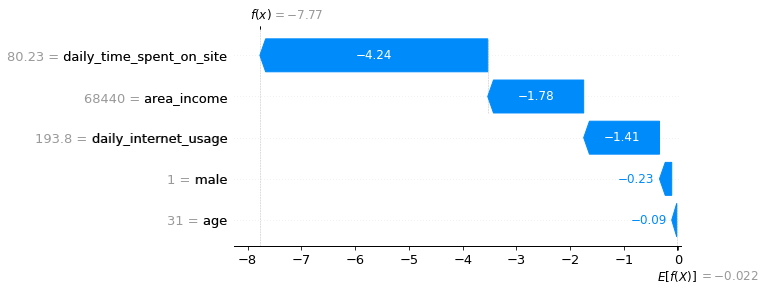 f(x) = −7.77
80.23 = daily_time_spent_on_site
−4.24
68440 = area_income
−1.78
193.8 = daily_internet_usage
−1.41
1 = male
−0.23
31 = age
−0.09
−8 −7 −6 −5 −4 −3 −2 −1 0
E[f(X)] = −0.022